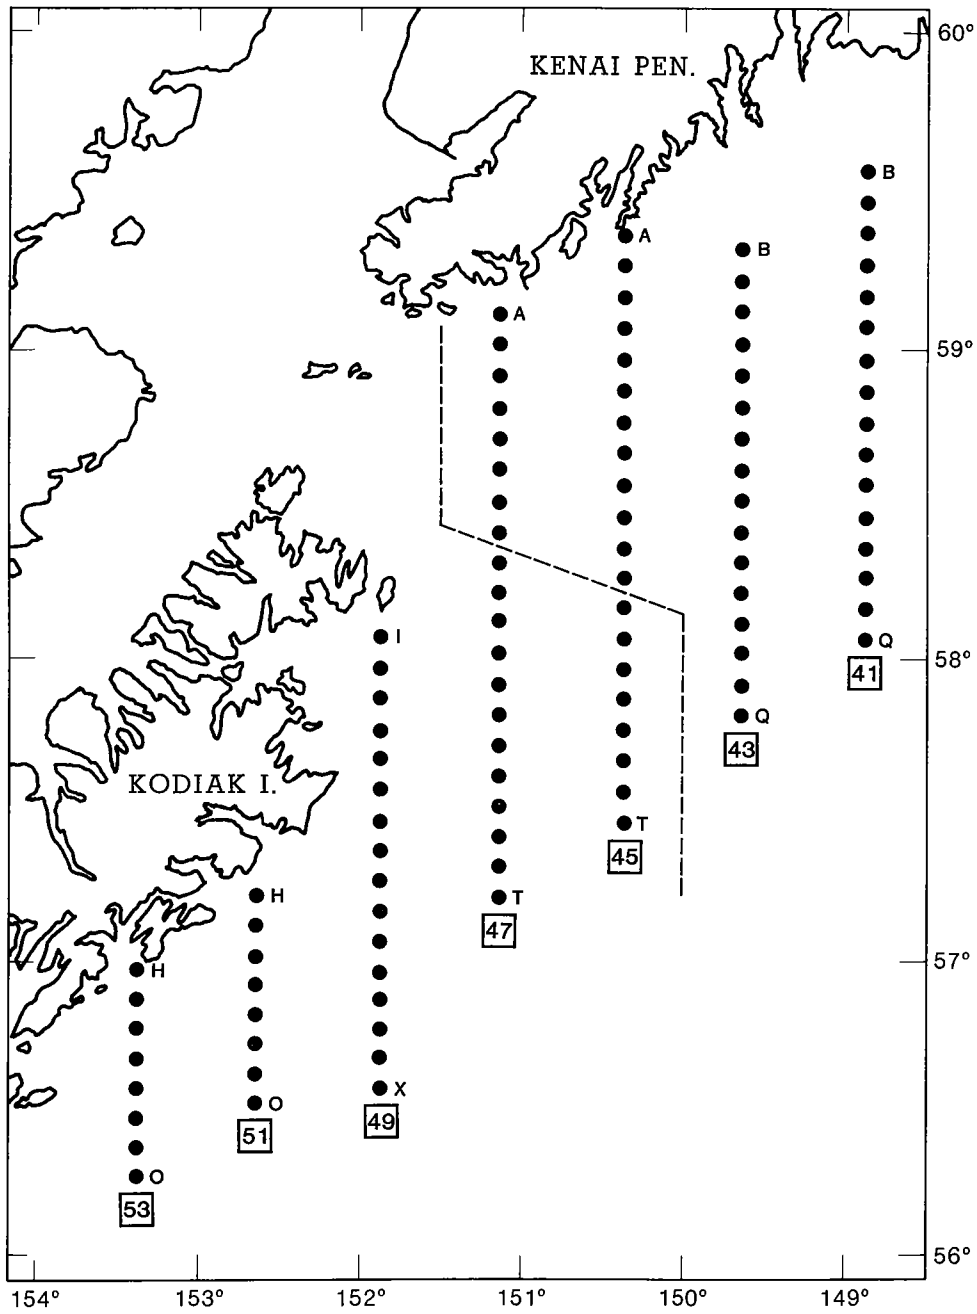 60°
KENAI PEN.
B
A
B
A
59°
I
58°
Q
41
Q
43
KODIAK I.
T
45
H
T
47
57°
H
X
O
49
51
O
53
56°
154° 153° 152° 151° 150° 149°